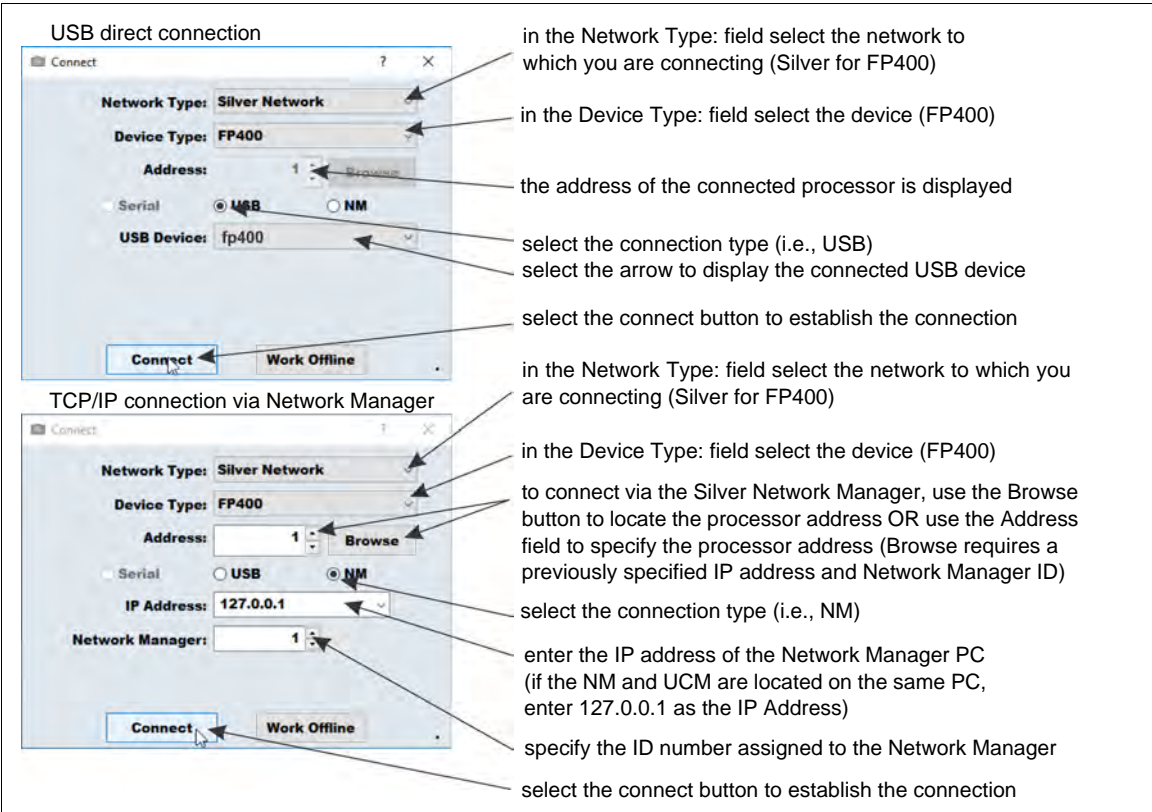 USB direct connection
Connect
?
×
Network Type: Silver Network
Device Type: FP400
Address: 1 Browse
Serial USB NM
USB Device: fp400
Connect Work Offline
in the Network Type: field select the network to
which you are connecting (Silver for FP400)
in the Device Type: field select the device (FP400)
the address of the connected processor is displayed
select the connection type (i.e., USB)
select the arrow to display the connected USB device
select the connect button to establish the connection
TCP/IP connection via Network Manager
Connect
?
×
Network Type: Silver Network
Device Type: FP400
Address: 1 Browse
Serial USB NM
IP Address: 127.0.0.1
Network Manager: 1
Connect Work Offline
in the Network Type: field select the network to which you
are connecting (Silver for FP400)
in the Device Type: field select the device (FP400)
to connect via the Silver Network Manager, use the Browse
button to locate the processor address OR use the Address
field to specify the processor address (Browse requires a
previously specified IP address and Network Manager ID)
select the connection type (i.e., NM)
enter the IP address of the Network Manager PC
(if the NM and UCM are located on the same PC,
enter 127.0.0.1 as the IP Address)
specify the ID number assigned to the Network Manager
select the connect button to establish the connection